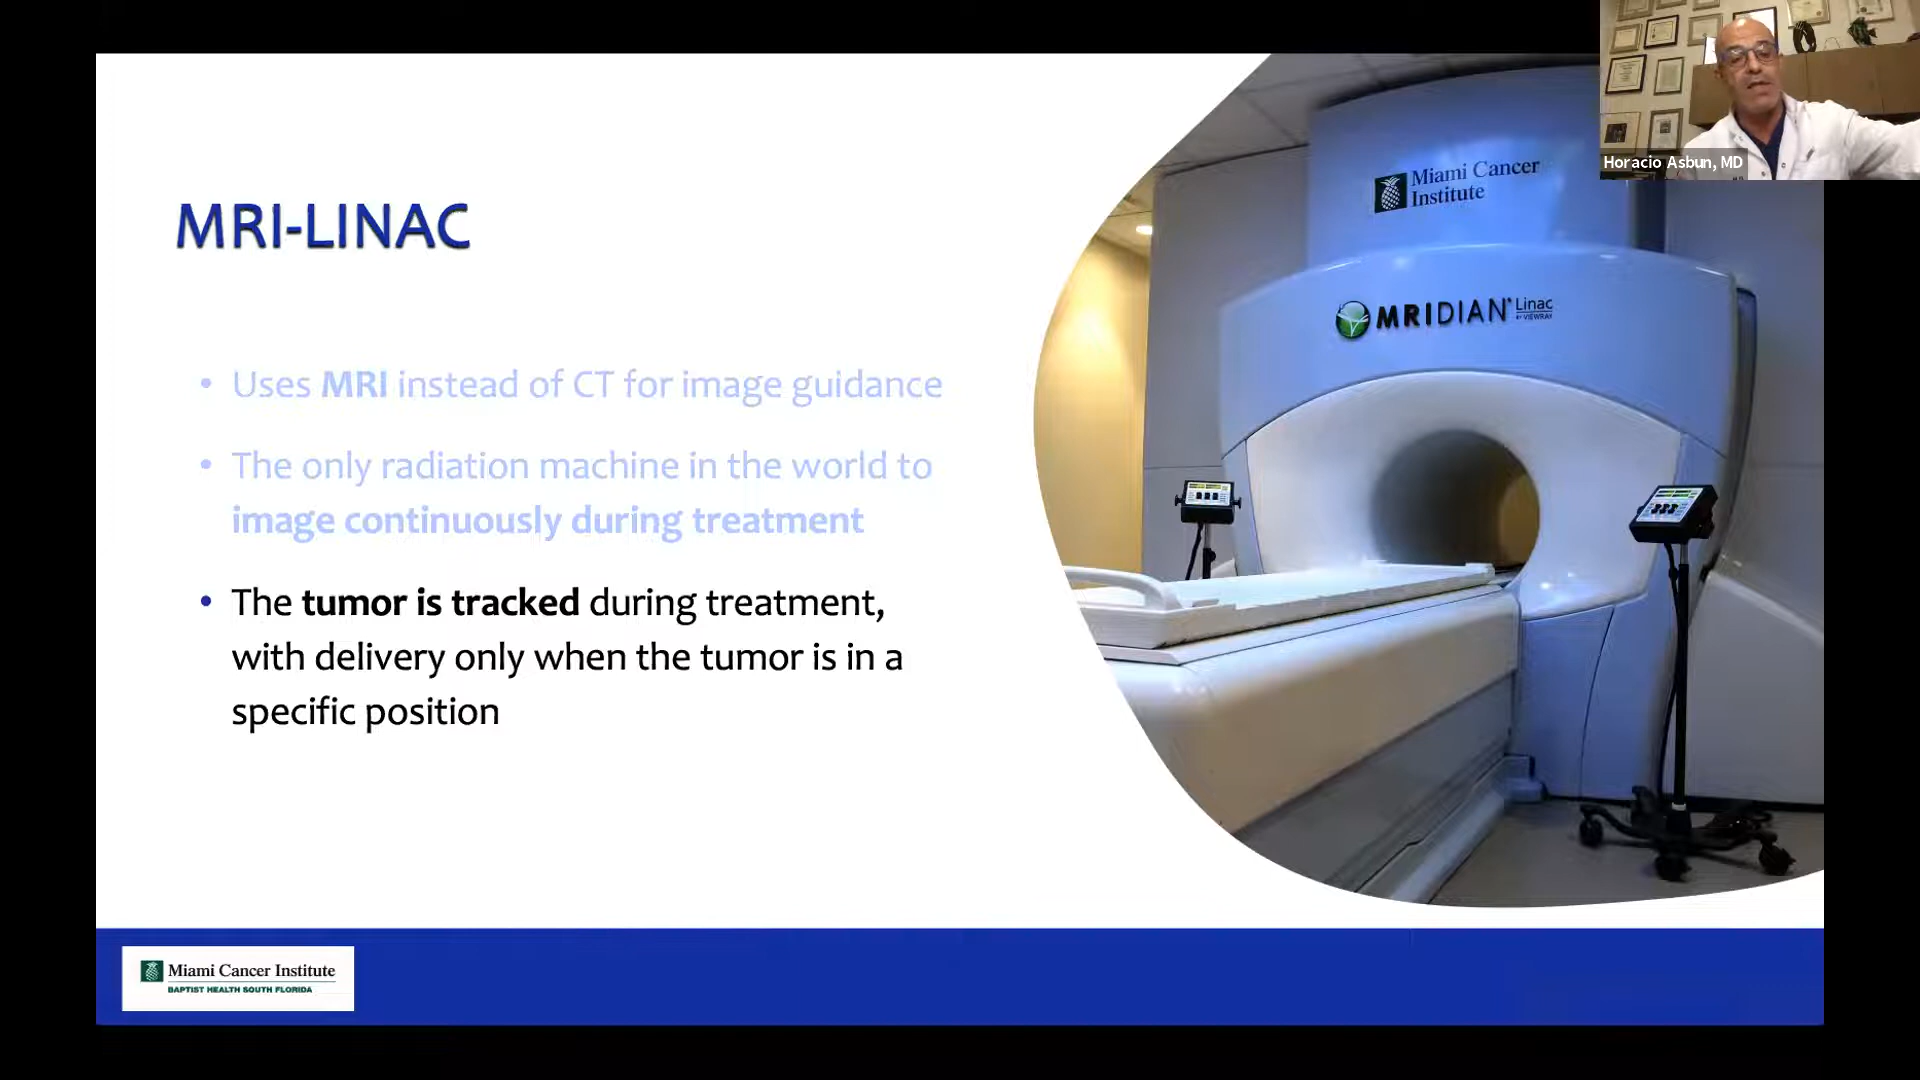 Horacio Asbun, MD
MRI-LINAC
• Uses MRI instead of CT for image guidance
• The only radiation machine in the world to
image continuously during treatment
• The tumor is tracked during treatment,
with delivery only when the tumor is in a
specific position
Miami Cancer
Institute
MRIDIAN® Linac
BY VIEWRAY
Miami Cancer Institute
BAPTIST HEALTH SOUTH FLORIDA